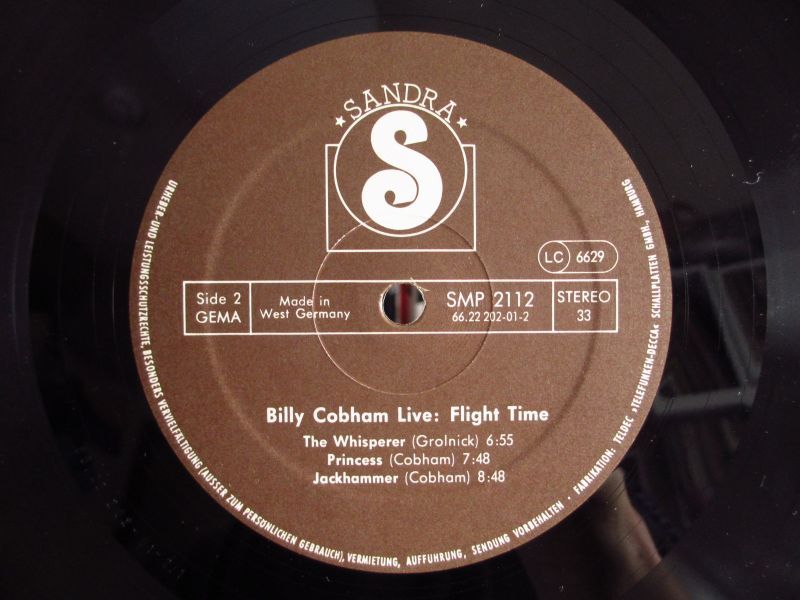 ★ SANDRA ★
S
LC 6629
Side 2
GEMA
Made in
West Germany
SMP 2112
66.22 202-01-2
STEREO
33
Billy Cobham Live: Flight Time
The Whisperer (Grolnick) 6:55
Princess (Cobham) 7:48
Jackhammer (Cobham) 8:48
URHEBER- UND LEISTUNGSSCHUTZRECHTE, BESONDERS VERVIELFÄLTIGUNG (AUSSER ZUM PERSÖNLICHEN GEBRAUCH), VERMIETUNG, AUFFÜHRUNG, SENDUNG VORBEHALTEN · FABRIKATION: TELDEC »TELEFUNKEN-DECCA« SCHALLPLATTEN GMBH., HAMBURG